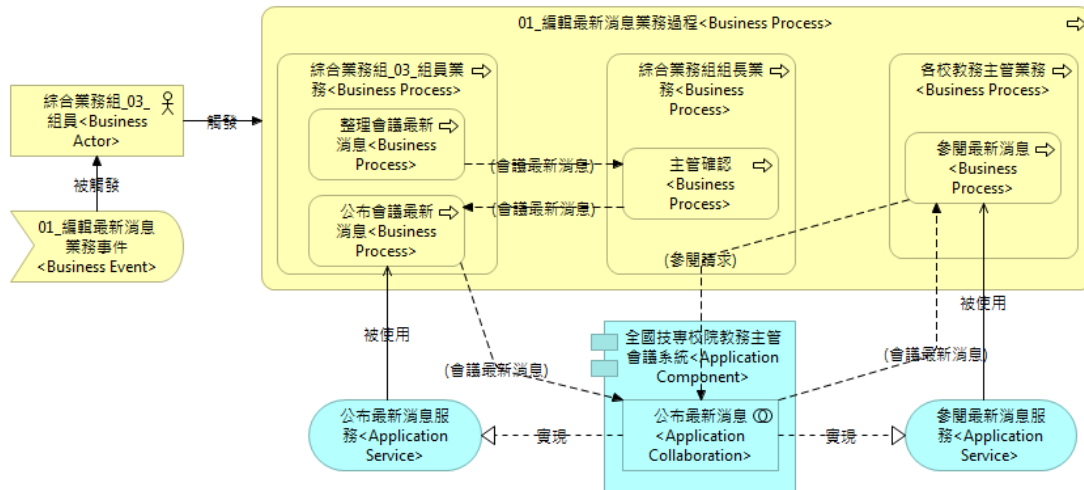 01_編輯最新消息業務過程<Business Process>
綜合業務組_03_組員業
務<Business Process>
綜合業務組組長業
務<Business
Process>
各校教務主管業務
<Business Process>
綜合業務組_03_
組員<Business
Actor>
觸發
整理會議最新
消息<Business
Process>
(會議最新消息)
主管確認
<Business
Process>
參閱最新消息
<Business
Process>
被觸發
公布會議最新
消息<Business
Process>
(會議最新消息)
01_編輯最新消息
業務事件
<Business Event>
(參閱請求)
被使用
被使用
全國技專校院教務主管
會議系統<Application
Component>
(會議最新消息)
(會議最新消息)
公布最新消息服
務<Application
Service>
實現
公布最新消息
<Application
Collaboration>
實現
參閱最新消息服
務<Application
Service>